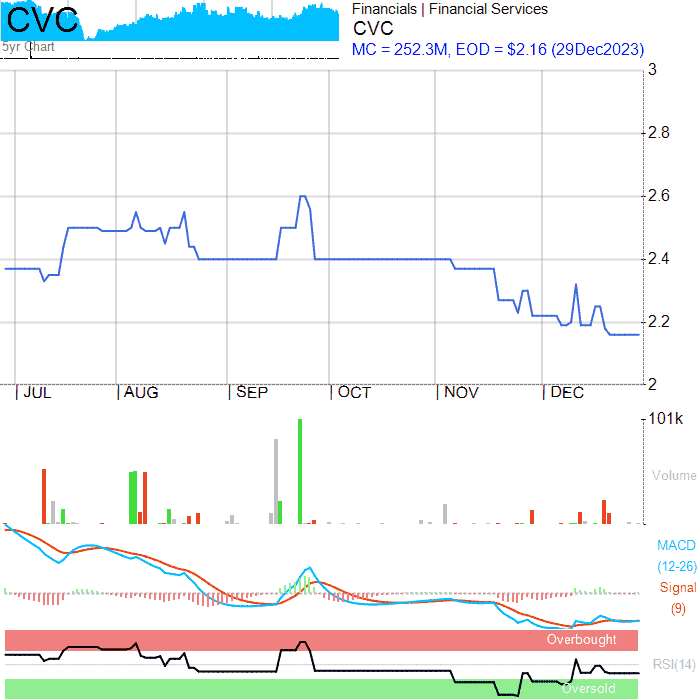 CVC
5yr Chart
Financials | Financial Services
CVC
MC = 252.3M, EOD = $2.16 (29Dec2023)
3
2.8
2.6
2.4
2.2
2
JUL AUG SEP OCT NOV DEC
101k
Volume
MACD
(12-26)
Signal
(9)
Overbought
RSI(14)
Oversold